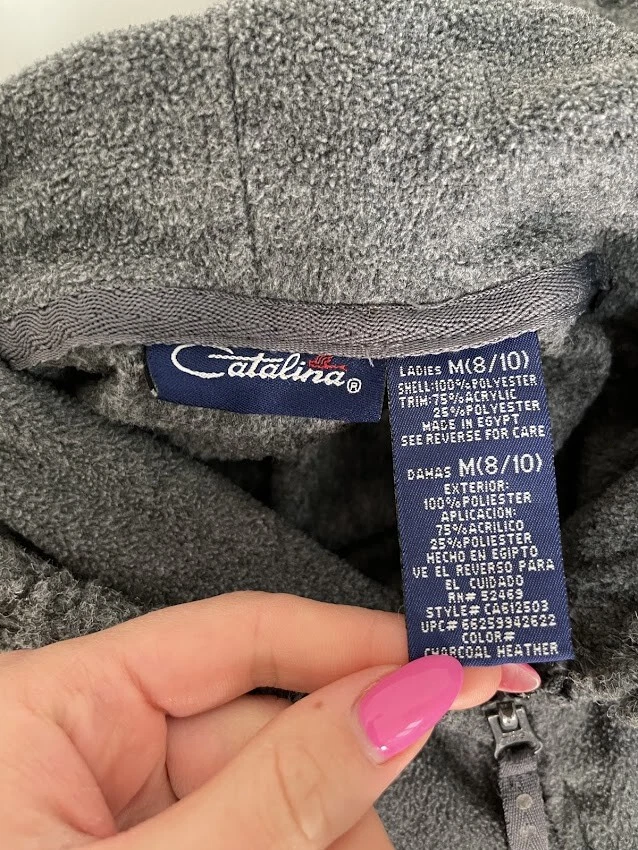 Catalina®
LADIES M(8/10)
SHELL:100%POLYESTER
TRIM:75%ACRYLIC
25%POLYESTER
MADE IN EGYPT
SEE REVERSE FOR CARE
DAMAS M(8/10)
EXTERIOR:
100%POLIESTER
APLICACION:
75%ACRILICO
25%POLIESTER
HECHO EN EGIPTO
VE EL REVERSO PARA
EL CUIDADO
RN# 52469
STYLE# CA612503
UPC# 66259942622
COLOR#
CHARCOAL HEATHER